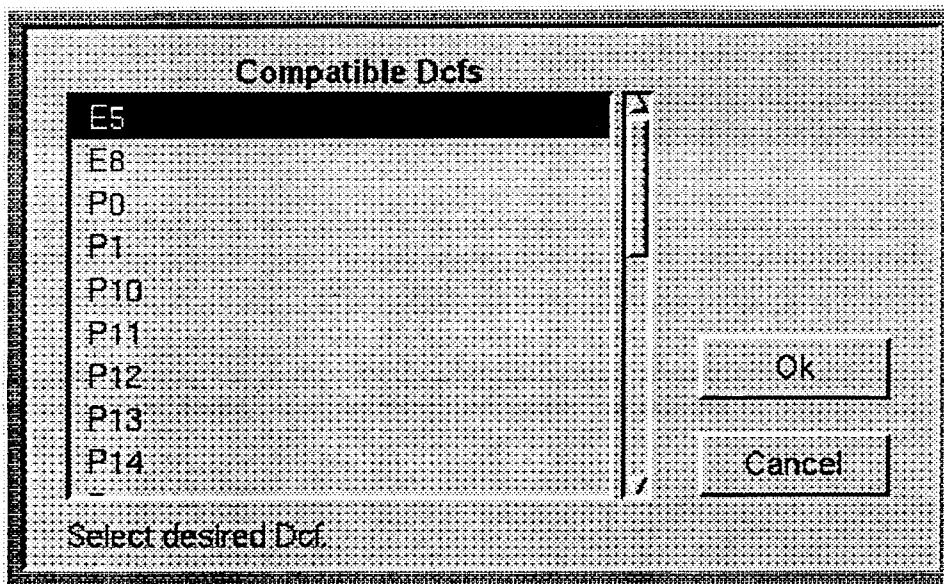 Compatible Dcfs
E5
E8
P0
P1
P10
P11
P12
P13
P14
Ok
Cancel
Select desired Dcf.